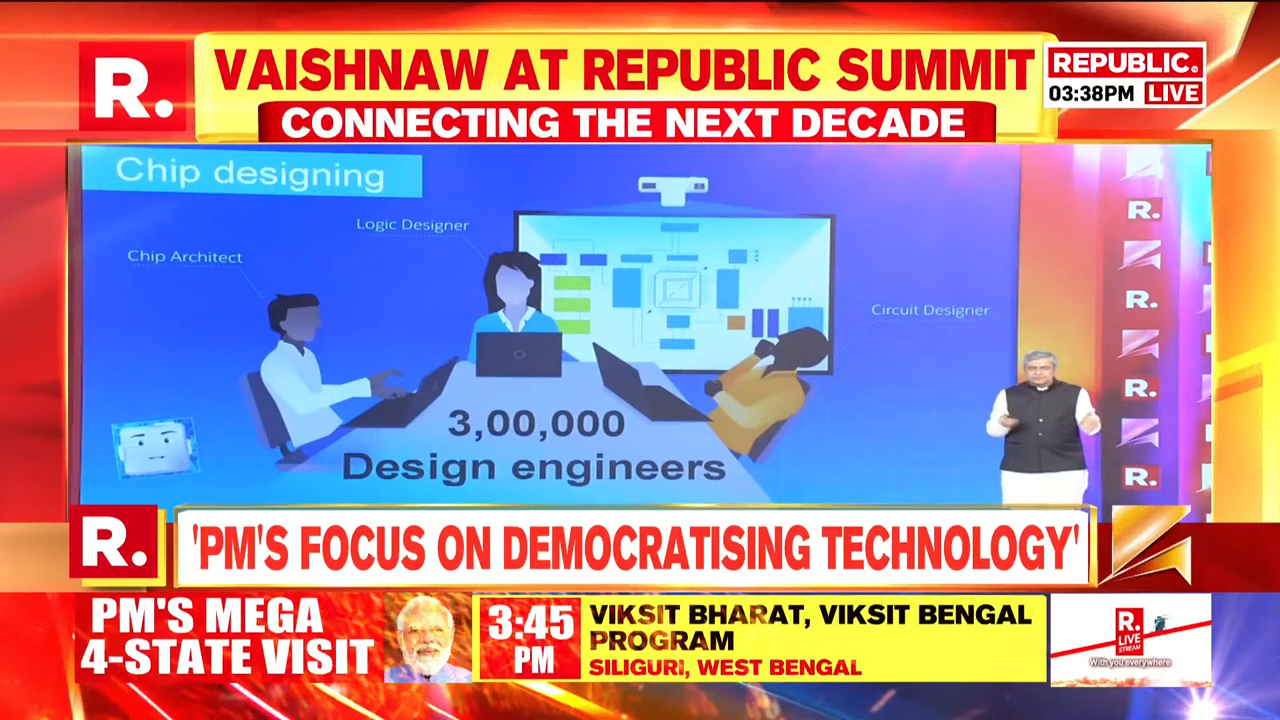 R.
VAISHNAW AT REPUBLIC SUMMIT
CONNECTING THE NEXT DECADE
REPUBLIC.
03:38PM LIVE
Chip designing
Logic Designer
Chip Architect
Circuit Designer
3,00,000
Design engineers
R.
R.
R.
R.
R.
'PM'S FOCUS ON DEMOCRATISING TECHNOLOGY'
PM'S MEGA
4-STATE VISIT
3:45
PM
VIKSIT BHARAT, VIKSIT BENGAL
PROGRAM
SILIGURI, WEST BENGAL
R.
LIVE
STREAM
With you everywhere